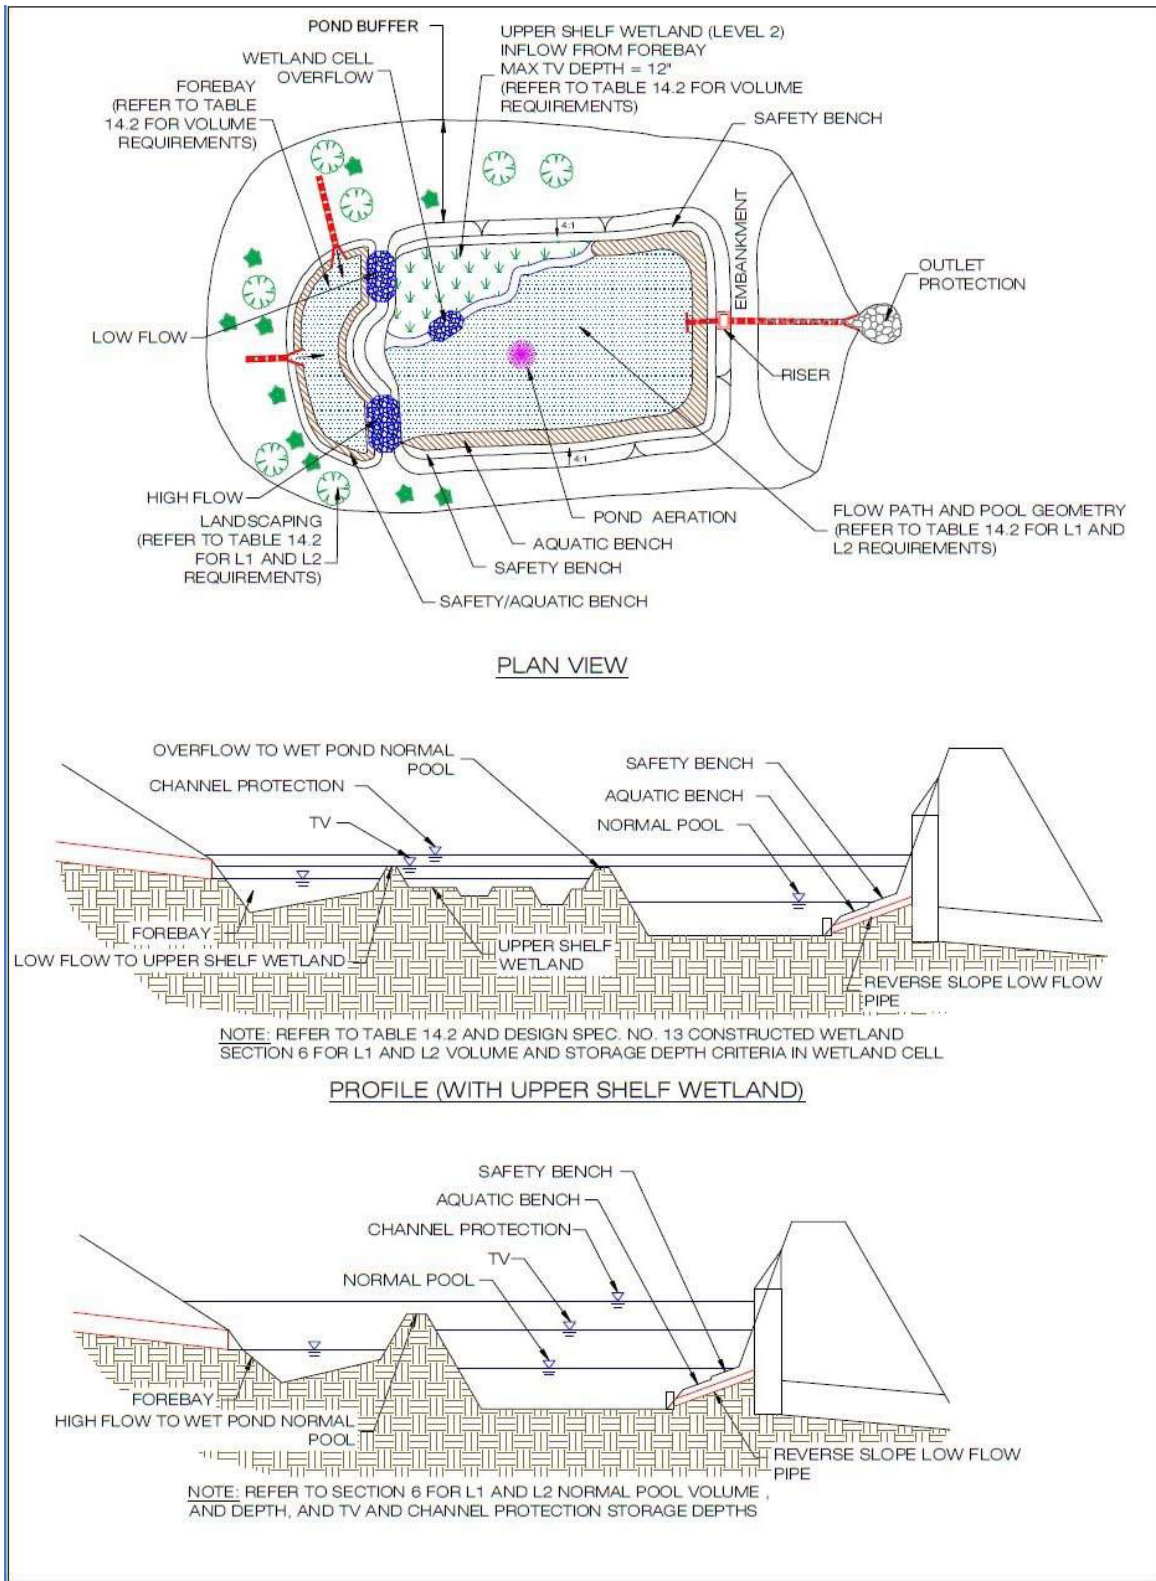 POND BUFFER
UPPER SHELF WETLAND (LEVEL 2)
INFLOW FROM FOREBAY
MAX TV DEPTH = 12"
(REFER TO TABLE 14.2 FOR VOLUME
REQUIREMENTS)
WETLAND CELL
OVERFLOW
FOREBAY
(REFER TO TABLE
14.2 FOR VOLUME
REQUIREMENTS)
SAFETY BENCH
4:1
EMBANKMENT
OUTLET
PROTECTION
LOW FLOW
RISER
4:1
HIGH FLOW
LANDSCAPING
(REFER TO TABLE 14.2
FOR L1 AND L2
REQUIREMENTS)
POND AERATION
AQUATIC BENCH
SAFETY BENCH
SAFETY/AQUATIC BENCH
FLOW PATH AND POOL GEOMETRY
(REFER TO TABLE 14.2 FOR L1 AND
L2 REQUIREMENTS)
PLAN VIEW
OVERFLOW TO WET POND NORMAL
POOL
CHANNEL PROTECTION
TV
SAFETY BENCH
AQUATIC BENCH
NORMAL POOL
FOREBAY
LOW FLOW TO UPPER SHELF WETLAND
UPPER SHELF
WETLAND
REVERSE SLOPE LOW FLOW
PIPE
NOTE: REFER TO TABLE 14.2 AND DESIGN SPEC. NO. 13 CONSTRUCTED WETLAND
SECTION 6 FOR L1 AND L2 VOLUME AND STORAGE DEPTH CRITERIA IN WETLAND CELL
PROFILE (WITH UPPER SHELF WETLAND)
SAFETY BENCH
AQUATIC BENCH
CHANNEL PROTECTION
TV
NORMAL POOL
FOREBAY
HIGH FLOW TO WET POND NORMAL
POOL
REVERSE SLOPE LOW FLOW
PIPE
NOTE: REFER TO SECTION 6 FOR L1 AND L2 NORMAL POOL VOLUME ,
AND DEPTH, AND TV AND CHANNEL PROTECTION STORAGE DEPTHS